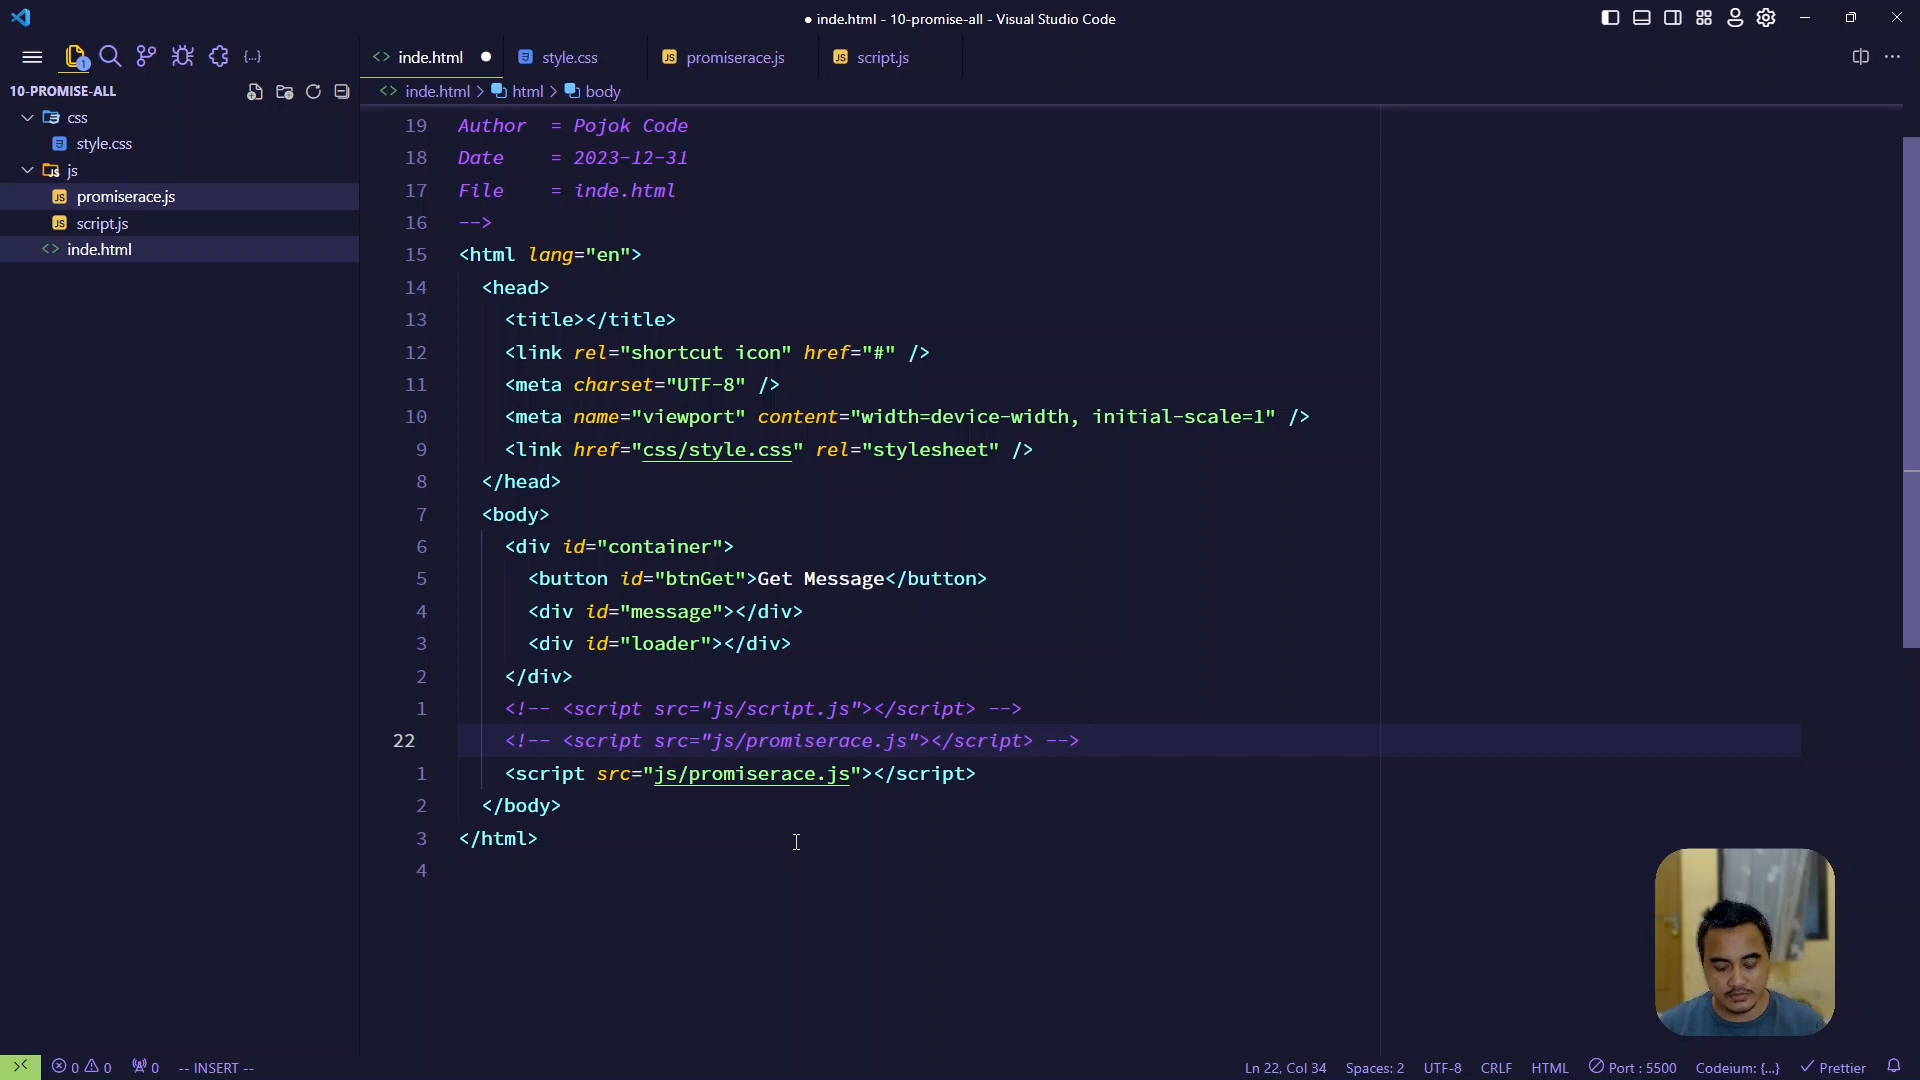 inde.html - 10-promise-all - Visual Studio Code
1 {..} inde.html style.css promiserace.js script.js
10-PROMISE-ALL
inde.html > html > body
css
style.css
js
promiserace.js
script.js
inde.html
19 Author = Pojok Code
18 Date = 2023-12-31
17 File = inde.html
16 -->
15 <html lang="en">
14 <head>
13 <title></title>
12 <link rel="shortcut icon" href="#" />
11 <meta charset="UTF-8" />
10 <meta name="viewport" content="width=device-width, initial-scale=1" />
9 <link href="css/style.css" rel="stylesheet" />
8 </head>
7 <body>
6 <div id="container">
5 <button id="btnGet">Get Message</button>
4 <div id="message"></div>
3 <div id="loader"></div>
2 </div>
1 <!-- <script src="js/script.js"></script> -->
22 <!-- <script src="js/promiserace.js"></script> -->
1 <script src="js/promiserace.js"></script>
2 </body>
3 </html>
4
0 0 0 -- INSERT -- Ln 22, Col 34 Spaces: 2 UTF-8 CRLF HTML Port : 5500 Codeium: {...} Prettier